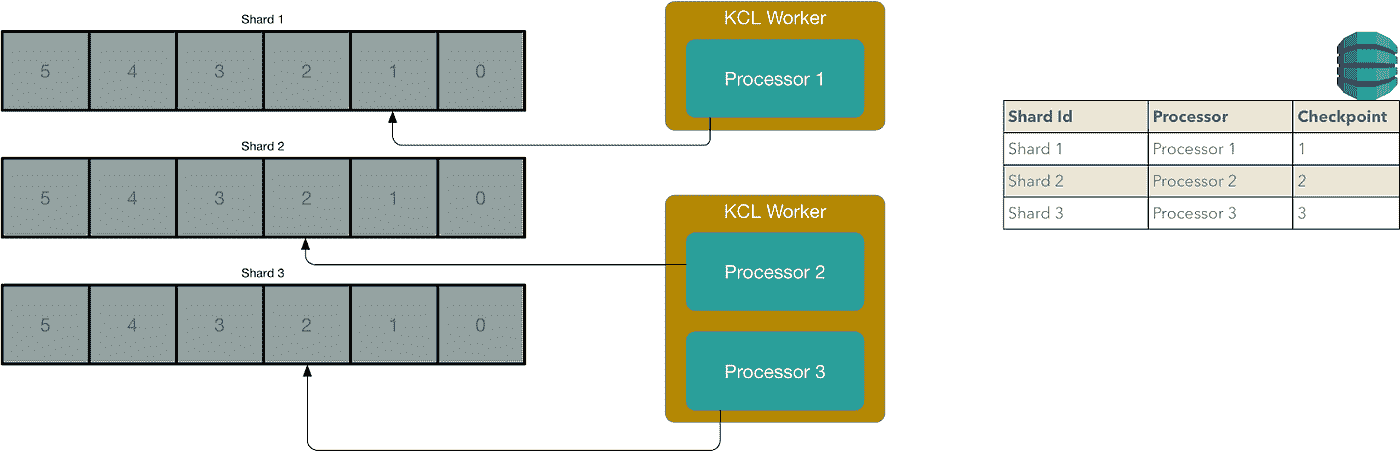 Shard 1
5 4 3 2 1 0
Shard 2
5 4 3 2 1 0
Shard 3
5 4 3 2 1 0
KCL Worker
Processor 1
KCL Worker
Processor 2
Processor 3
Shard Id Processor Checkpoint
Shard 1 Processor 1 1
Shard 2 Processor 2 2
Shard 3 Processor 3 3